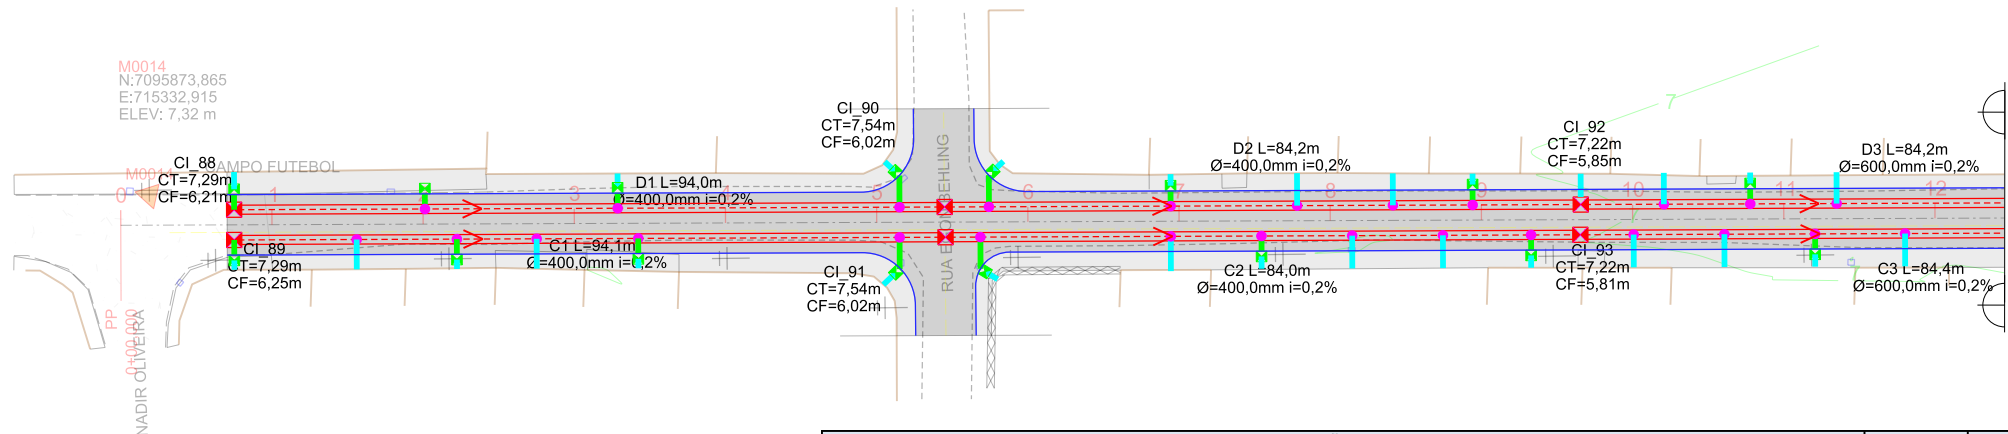 M0014
N:7095873,865
E:715332,915
ELEV: 7,32 m
CI_88
CT=7,29m
CF=6,21m
M0014
CAMPO FUTEBOL
0
1
2
3
D1 L=94,0m
Ø=400,0mm i=0,2%
CI_89
CT=7,29m
CF=6,25m
C1 L=94,1m
Ø=400,0mm i=0,2%
PP
0+00,000
NADIR OLIVEIRA
CI_90
CT=7,54m
CF=6,02m
5
CI_91
CT=7,54m
CF=6,02m
6
7
D2 L=84,2m
Ø=400,0mm i=0,2%
8
C2 L=84,0m
Ø=400,0mm i=0,2%
9
CI_92
CT=7,22m
CF=5,85m
10
CI_93
CT=7,22m
CF=5,81m
7
11
D3 L=84,2m
Ø=600,0mm i=0,2%
12
7
C3 L=84,4m
Ø=600,0mm i=0,2%